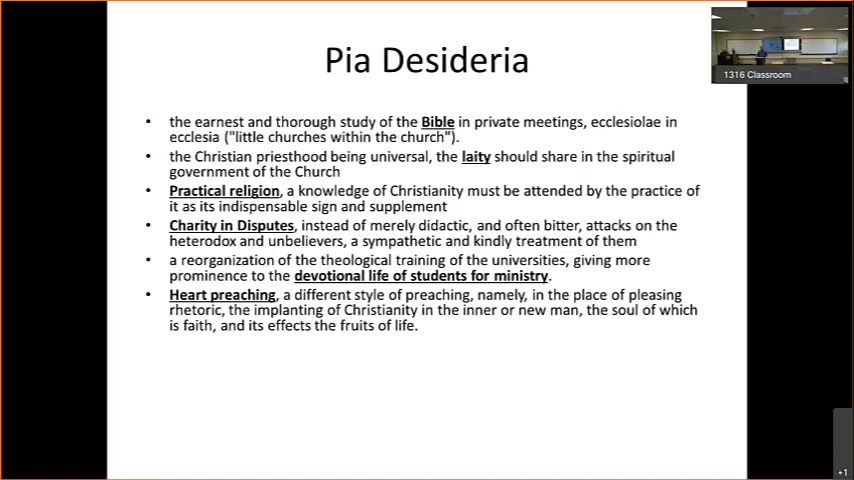 Pia Desideria
1316 Classroom
• the earnest and thorough study of the Bible in private meetings, ecclesiolae in
ecclesia ("little churches within the church").
• the Christian priesthood being universal, the laity should share in the spiritual
government of the Church
• Practical religion, a knowledge of Christianity must be attended by the practice of
it as its indispensable sign and supplement
• Charity in Disputes, instead of merely didactic, and often bitter, attacks on the
heterodox and unbelievers, a sympathetic and kindly treatment of them
• a reorganization of the theological training of the universities, giving more
prominence to the devotional life of students for ministry.
• Heart preaching, a different style of preaching, namely, in the place of pleasing
rhetoric, the implanting of Christianity in the inner or new man, the soul of which
is faith, and its effects the fruits of life.
+1